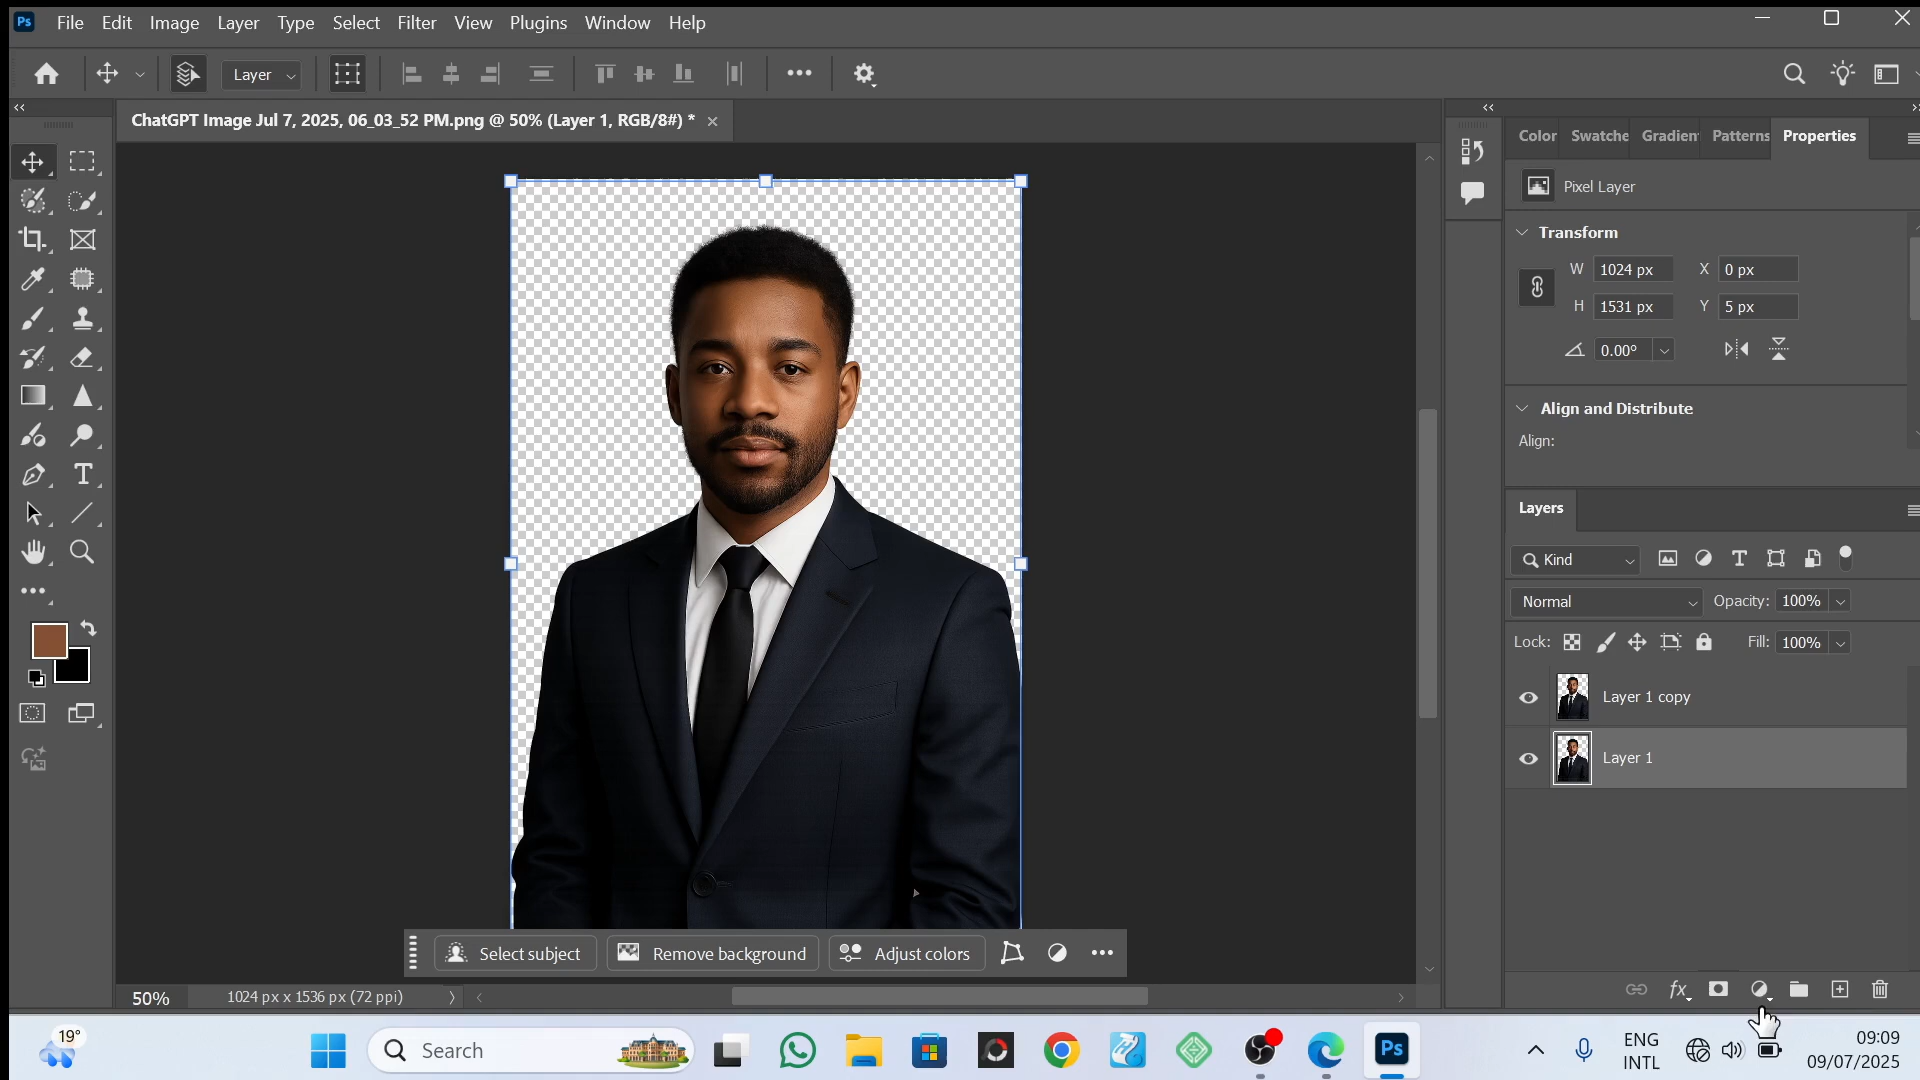 Ps File Edit Image Layer Type Select Filter View Plugins Window Help
Layer
ChatGPT Image Jul 7, 2025, 06_03_52 PM.png @ 50% (Layer 1, RGB/8#) *
Color Swatche Gradien Patterns Properties
Pixel Layer
Transform
W 1024 px X 0 px
H 1531 px Y 5 px
0.00°
Align and Distribute
Align:
Layers
Kind
Normal Opacity: 100%
Lock: Fill: 100%
Layer 1 copy
Layer 1
Select subject Remove background Adjust colors
50% 1024 px x 1536 px (72 ppi)
fx
19° Search Ps ENG INTL 09:09
09/07/2025